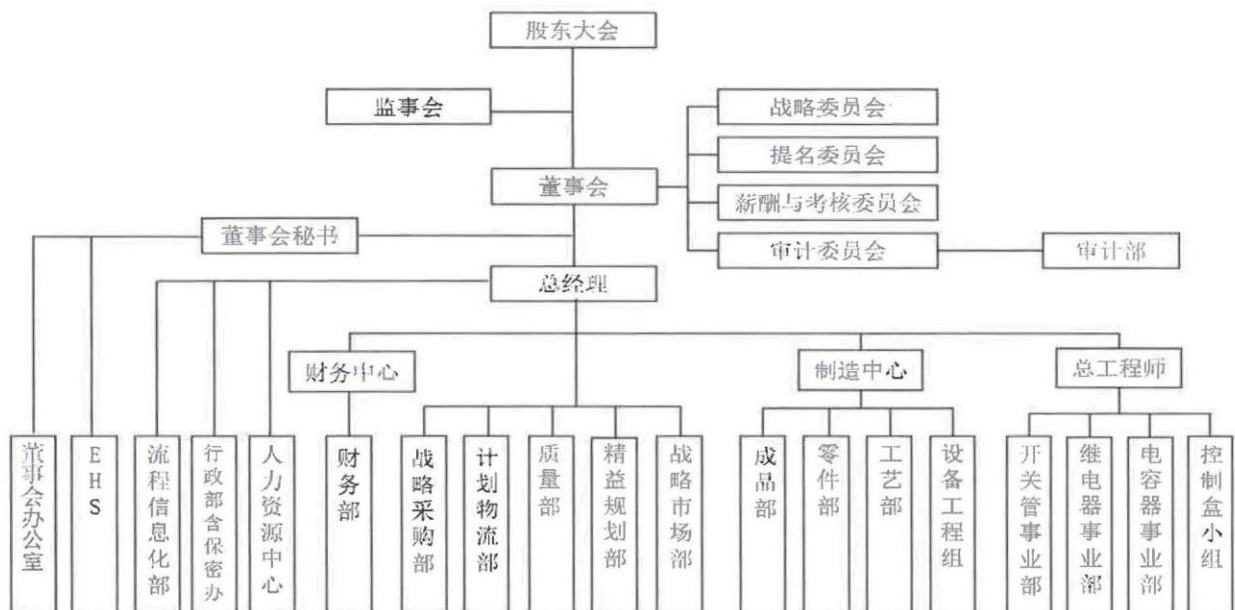 股东大会
监事会
战略委员会
提名委员会
董事会
薪酬与考核委员会
董事会秘书
审计委员会
审计部
总经理
财务中心
制造中心
总工程师
董事会办公室
EHS
流程信息化部
行政部含保密办
人力资源中心
财务部
战略采购部
计划物流部
质量部
精益规划部
战略市场部
成品部
零件部
工艺部
设备工程组
开关管事业部
继电器事业部
电容器事业部
控制盒小组